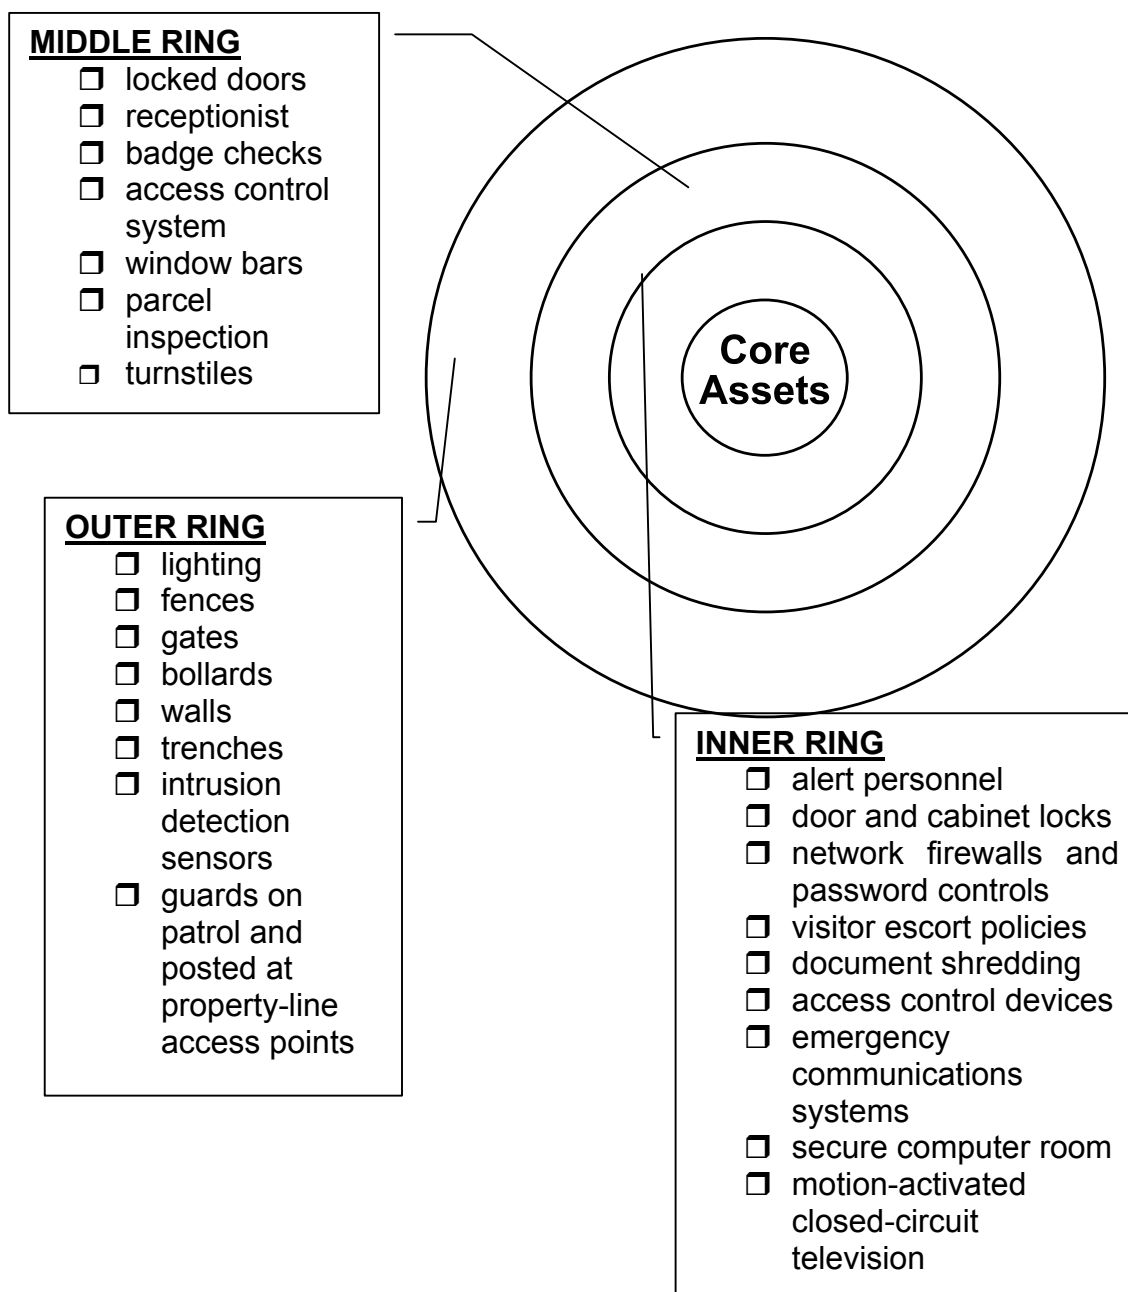 MIDDLE RING
❐ locked doors
❐ receptionist
❐ badge checks
❐ access control
system
❐ window bars
❐ parcel
inspection
❐ turnstiles
Core
Assets
OUTER RING
❐ lighting
❐ fences
❐ gates
❐ bollards
❐ walls
❐ trenches
❐ intrusion
detection
sensors
❐ guards on
patrol and
posted at
property-line
access points
INNER RING
❐ alert personnel
❐ door and cabinet locks
❐ network firewalls and
password controls
❐ visitor escort policies
❐ document shredding
❐ access control devices
❐ emergency
communications
systems
❐ secure computer room
❐ motion-activated
closed-circuit
television